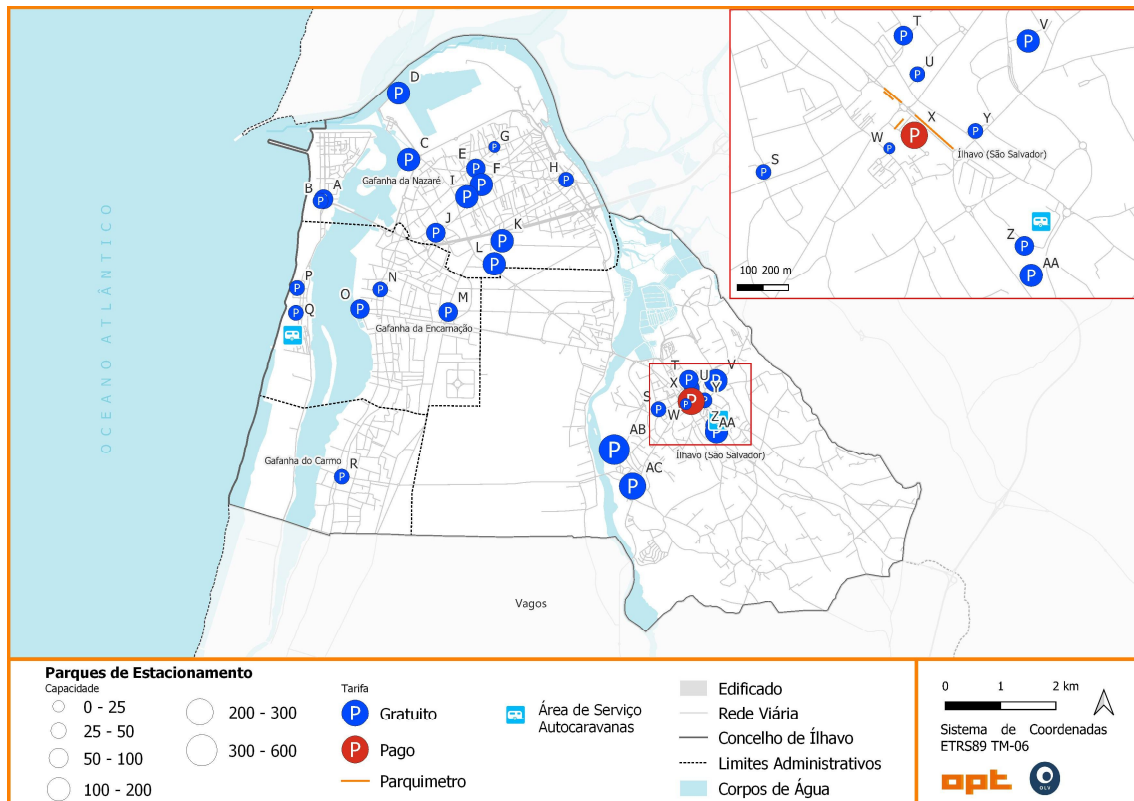 OCEANO ATLÂNTICO
D
C
G
E
F
H
I
Gafanha da Nazaré
B
A
J
K
L
P
N
Q
O
M
Gafanha da Encarnação
T
U
V
X
Y
S
W
Z
AA
AB
Ílhavo (São Salvador)
AC
Gafanha do Carmo
R
Vagos
T
V
U
X
Y
W
Ílhavo (São Salvador)
S
Z
AA
100 200 m
Parques de Estacionamento
Capacidade
0 - 25
25 - 50
50 - 100
100 - 200
200 - 300
300 - 600
Tarifa
P Gratuito
P Pago
Parquimetro
Área de Serviço
Autocaravanas
Edificado
Rede Viária
Concelho de Ílhavo
Limites Administrativos
Corpos de Água
0 1 2 km
Sistema de Coordenadas
ETRS89 TM-06
opt
OLV